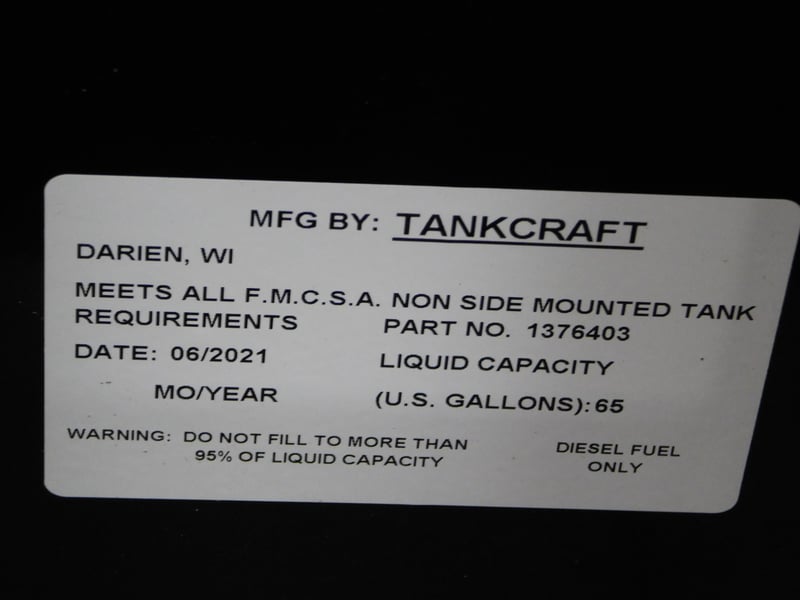 MFG BY: TANKCRAFT
DARIEN, WI
MEETS ALL F.M.C.S.A. NON SIDE MOUNTED TANK
REQUIREMENTS PART NO. 1376403
DATE: 06/2021 LIQUID CAPACITY
MO/YEAR (U.S. GALLONS): 65
WARNING: DO NOT FILL TO MORE THAN DIESEL FUEL
95% OF LIQUID CAPACITY ONLY